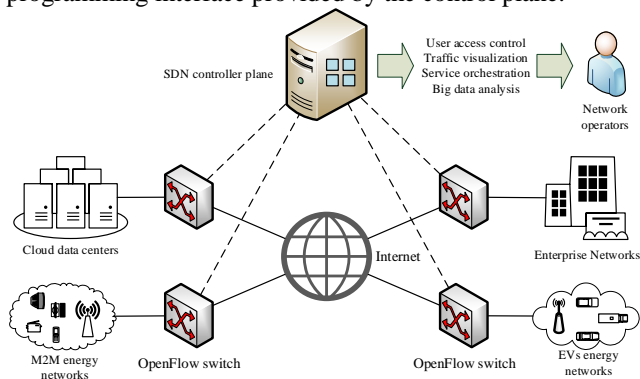 programming interface provided by the control plane.
User access control
Traffic visualization
Service orchestration
Big data analysis
SDN controller plane
Network
operators
Cloud data centers
Internet
Enterprise Networks
M2M energy
networks
OpenFlow switch
OpenFlow switch
EVs energy
networks